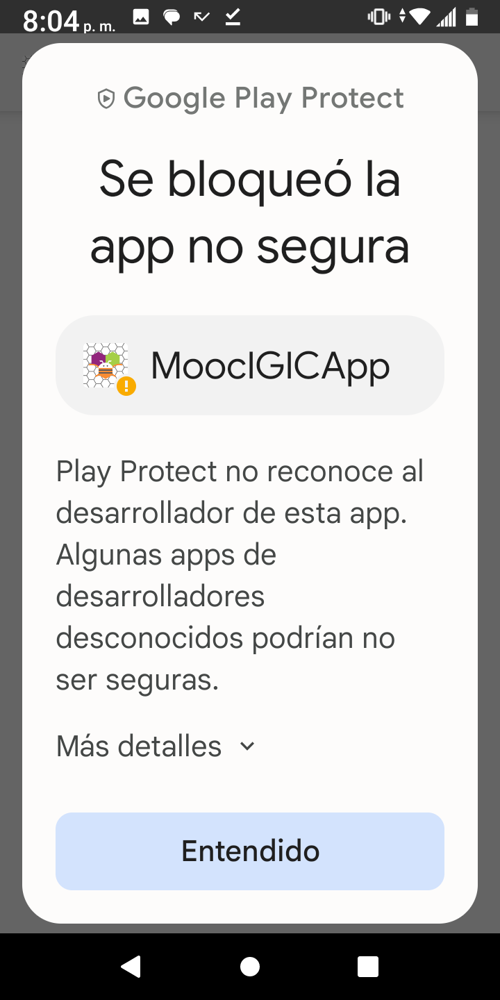 8:04 p. m.
Google Play Protect
Se bloqueó la
app no segura
MoocIGICApp
Play Protect no reconoce al
desarrollador de esta app.
Algunas apps de
desarrolladores
desconocidos podrían no
ser seguras.
Más detalles
Entendido